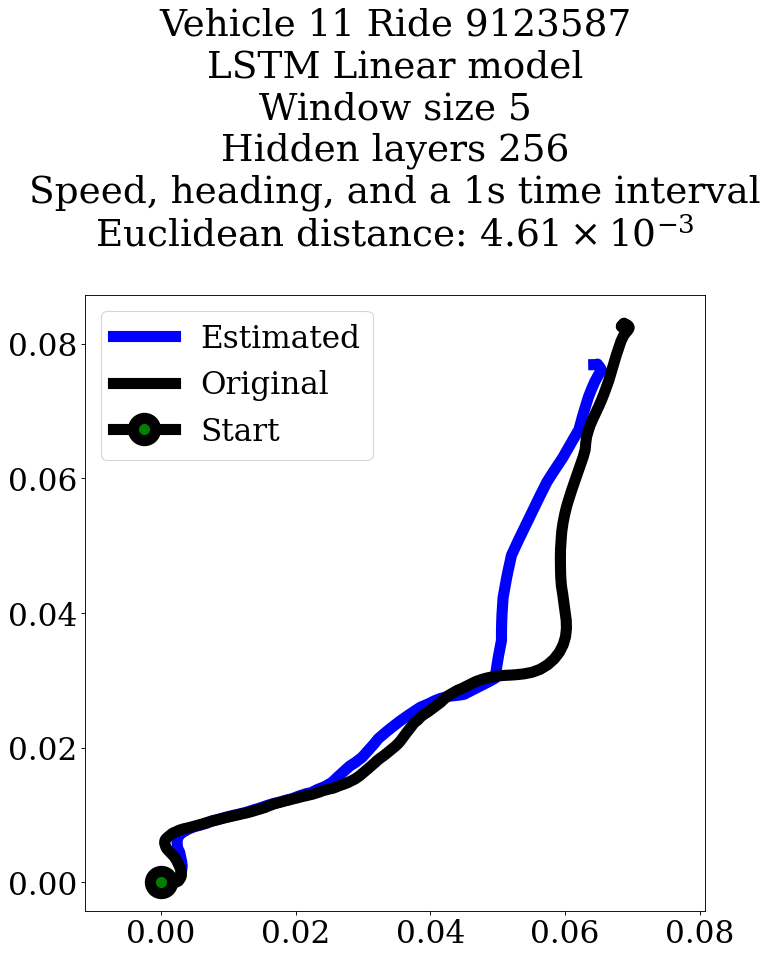 Vehicle 11 Ride 9123587
LSTM Linear model
Window size 5
Hidden layers 256
Speed, heading, and a 1s time interval
Euclidean distance: 4.61 × 10⁻³
Estimated
Original
Start
0.08
0.06
0.04
0.02
0.00
0.00 0.02 0.04 0.06 0.08